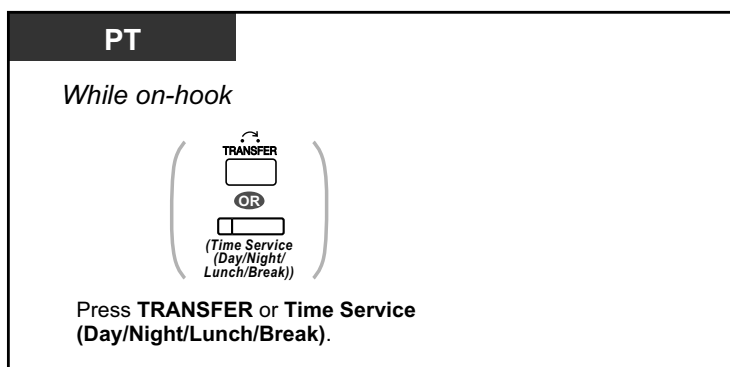 PT
While on-hook
TRANSFER
OR
(Time Service
(Day/Night/
Lunch/Break))
Press TRANSFER or Time Service
(Day/Night/Lunch/Break).